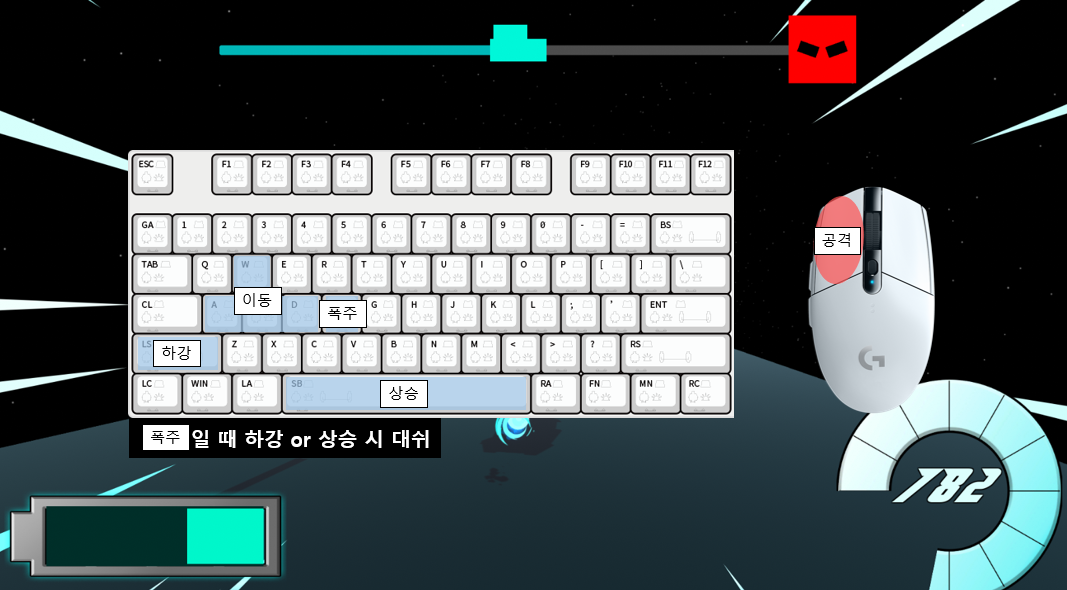 ESC F1 F2 F3 F4 F5 F6 F7 F8 F9 F10 F11 F12
GA 1 2 3 4 5 6 7 8 9 0 - = BS
TAB Q W E R T Y U I O P [ ] \
공격
CL A D G H J K L ; ' ENT
이동
폭주
LS Z X C V B N M < > ? RS
하강
LC WIN LA SB RA FN MN RC
상승
폭주일 때 하강 or 상승 시 대쉬
782